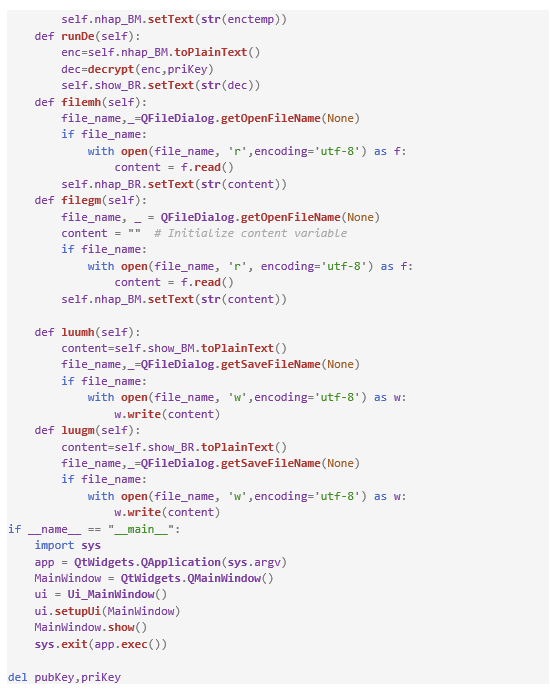 self.nhap_BM.setText(str(enctemp))
    def runDe(self):
        enc=self.nhap_BM.toPlainText()
        dec=decrypt(enc,priKey)
        self.show_BR.setText(str(dec))
    def filemh(self):
        file_name,_=QFileDialog.getOpenFileName(None)
        if file_name:
            with open(file_name, 'r',encoding='utf-8') as f:
                content = f.read()
        self.nhap_BR.setText(str(content))
    def filegm(self):
        file_name, _ = QFileDialog.getOpenFileName(None)
        content = ""  # Initialize content variable
        if file_name:
            with open(file_name, 'r', encoding='utf-8') as f:
                content = f.read()
        self.nhap_BM.setText(str(content))

    def luumh(self):
        content=self.show_BM.toPlainText()
        file_name,_=QFileDialog.getSaveFileName(None)
        if file_name:
            with open(file_name, 'w',encoding='utf-8') as w:
                w.write(content)
    def luugm(self):
        content=self.show_BR.toPlainText()
        file_name,_=QFileDialog.getSaveFileName(None)
        if file_name:
            with open(file_name, 'w',encoding='utf-8') as w:
                w.write(content)
if __name__ == "__main__":
    import sys
    app = QtWidgets.QApplication(sys.argv)
    MainWindow = QtWidgets.QMainWindow()
    ui = Ui_MainWindow()
    ui.setupUi(MainWindow)
    MainWindow.show()
    sys.exit(app.exec())

del pubKey,priKey